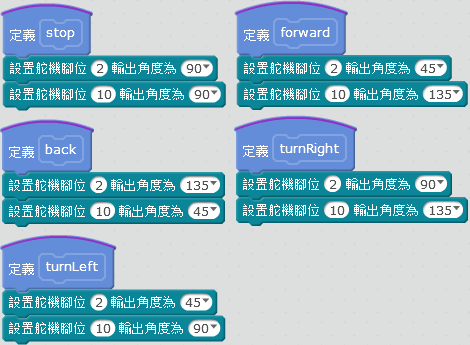 定義 stop
設置舵機腳位 2 輸出角度為 90
設置舵機腳位 10 輸出角度為 90
定義 forward
設置舵機腳位 2 輸出角度為 45
設置舵機腳位 10 輸出角度為 135
定義 back
設置舵機腳位 2 輸出角度為 135
設置舵機腳位 10 輸出角度為 45
定義 turnRight
設置舵機腳位 2 輸出角度為 90
設置舵機腳位 10 輸出角度為 135
定義 turnLeft
設置舵機腳位 2 輸出角度為 45
設置舵機腳位 10 輸出角度為 90